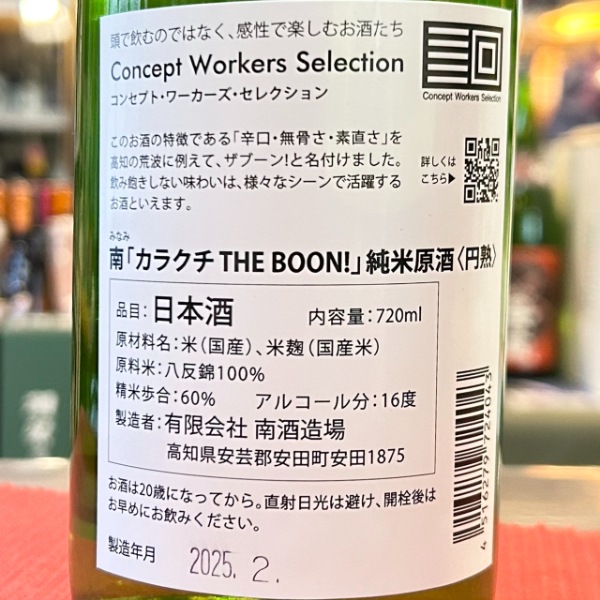 頭で飲むのではなく、感性で楽しむお酒たち
Concept Workers Selection
コンセプト・ワーカーズ・セレクション
Concept Workers Selection
このお酒の特徴である「辛口・無骨さ・素直さ」を
高知の荒波に例えて、ザブーン!と名付けました。
飲み飽きしない味わいは、様々なシーンで活躍する
お酒といえます。
詳しくは
こちら▶
みなみ
南「カラクチ THE BOON!」純米原酒〈円熟〉
品目:日本酒 内容量:720ml
原材料名:米(国産)、米麹(国産米)
原料米:八反錦100%
精米歩合:60% アルコール分:16度
製造者:有限会社 南酒造場
高知県安芸郡安田町安田1875
お酒は20歳になってから。直射日光は避け、開栓後は
お早めにお飲みください。
製造年月 2025. 2.
4 516279 724043